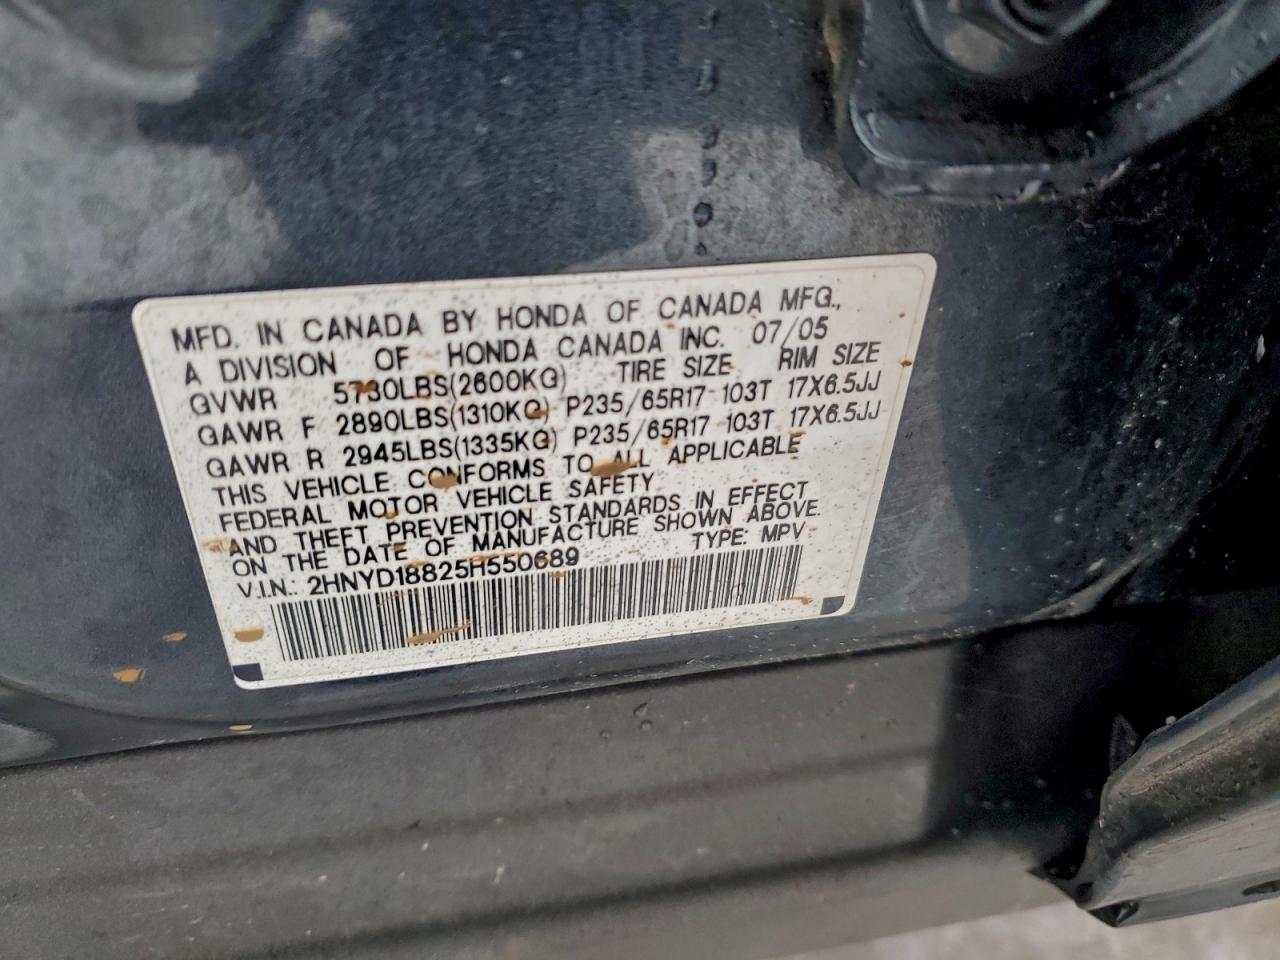 MFD. IN CANADA BY HONDA OF CANADA MFG.,
A DIVISION OF HONDA CANADA INC. 07/05
GVWR 5730LBS(2600KG) TIRE SIZE RIM SIZE
GAWR F 2890LBS(1310KG) P235/65R17 103T 17X6.5JJ
GAWR R 2945LBS(1335KG) P235/65R17 103T 17X6.5JJ
THIS VEHICLE CONFORMS TO ALL APPLICABLE
FEDERAL MOTOR VEHICLE SAFETY
AND THEFT PREVENTION STANDARDS IN EFFECT
ON THE DATE OF MANUFACTURE SHOWN ABOVE.
V.I.N.: 2HNYD18825H550689 TYPE: MPV